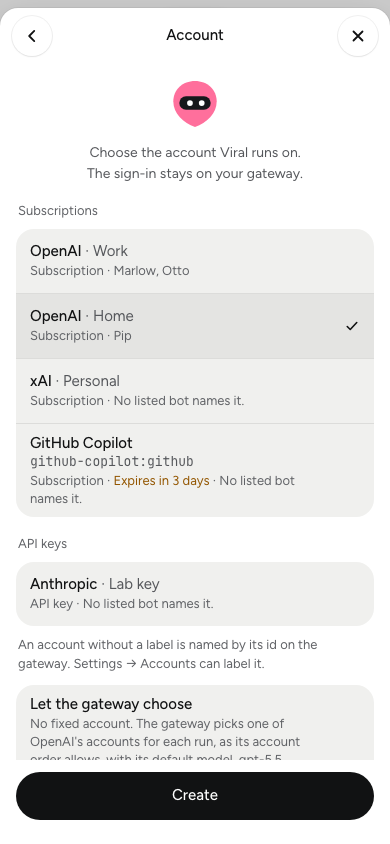 Account
Choose the account Viral runs on.
The sign-in stays on your gateway.
Subscriptions
OpenAI · Work
Subscription · Marlow, Otto
OpenAI · Home
Subscription · Pip
xAI · Personal
Subscription · No listed bot names it.
GitHub Copilot
github-copilot:github
Subscription · Expires in 3 days · No listed bot
names it.
API keys
Anthropic · Lab key
API key · No listed bot names it.
An account without a label is named by its id on the
gateway. Settings → Accounts can label it.
Let the gateway choose
No fixed account. The gateway picks one of
OpenAI's accounts for each run, as its account
order allows, with its default model, gpt-5.5.
Create